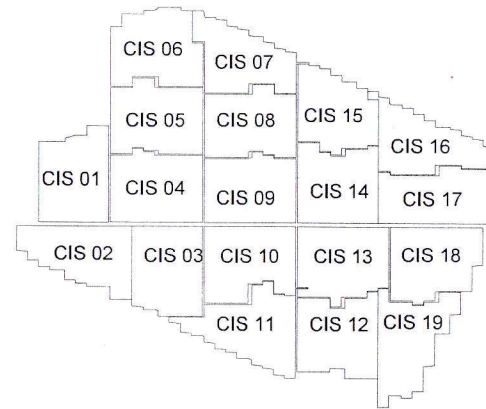 CIS 06
CIS 07
CIS 05
CIS 08
CIS 15
CIS 16
CIS 01
CIS 04
CIS 09
CIS 14
CIS 17
CIS 02
CIS 03
CIS 10
CIS 13
CIS 18
CIS 11
CIS 12
CIS 19